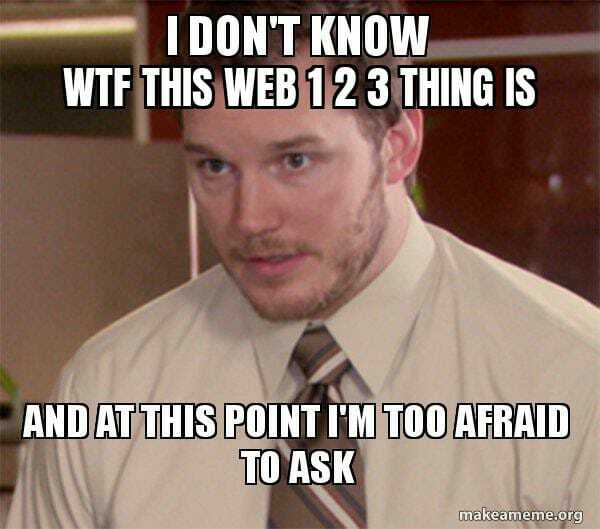 I DON'T KNOW
WTF THIS WEB 1 2 3 THING IS
AND AT THIS POINT I'M TOO AFRAID
TO ASK
makeameme.org